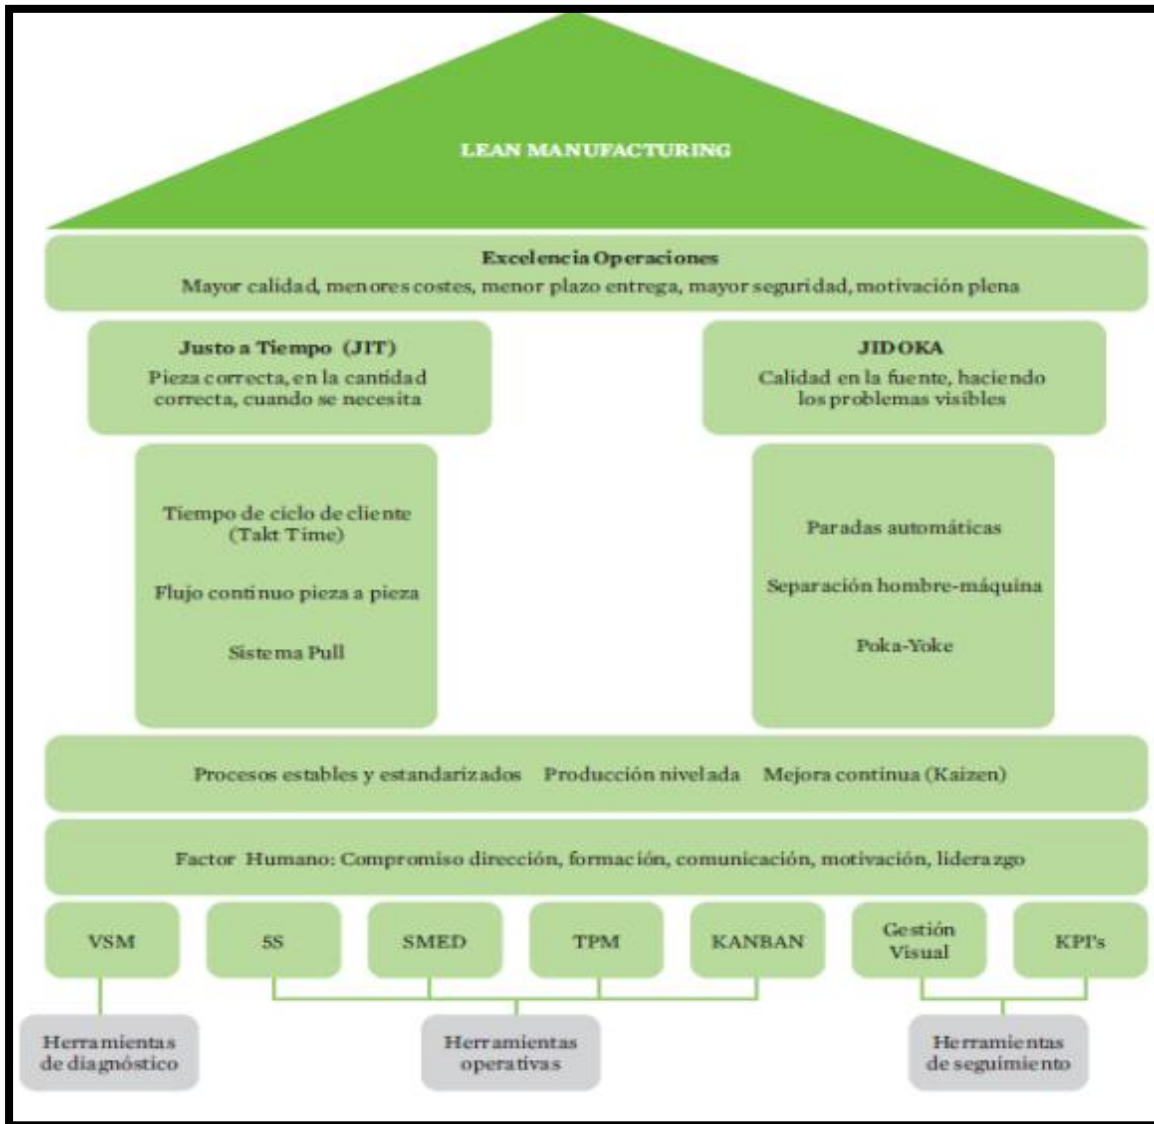 LEAN MANUFACTURING
Excelencia Operaciones
Mayor calidad, menores costes, menor plazo entrega, mayor seguridad, motivación plena
Justo a Tiempo (JIT)
Pieza correcta, en la cantidad
correcta, cuando se necesita
JIDOKA
Calidad en la fuente, haciendo
los problemas visibles
Tiempo de ciclo de cliente
(Takt Time)
Flujo continuo pieza a pieza
Sistema Pull
Paradas automáticas
Separación hombre-máquina
Poka-Yoke
Procesos estables y estandarizados Producción nivelada Mejora continua (Kaizen)
Factor Humano: Compromiso dirección, formación, comunicación, motivación, liderazgo
VSM
5S
SMED
TPM
KANBAN
Gestión
Visual
KPI's
Herramientas
de diagnóstico
Herramientas
operativas
Herramientas
de seguimiento